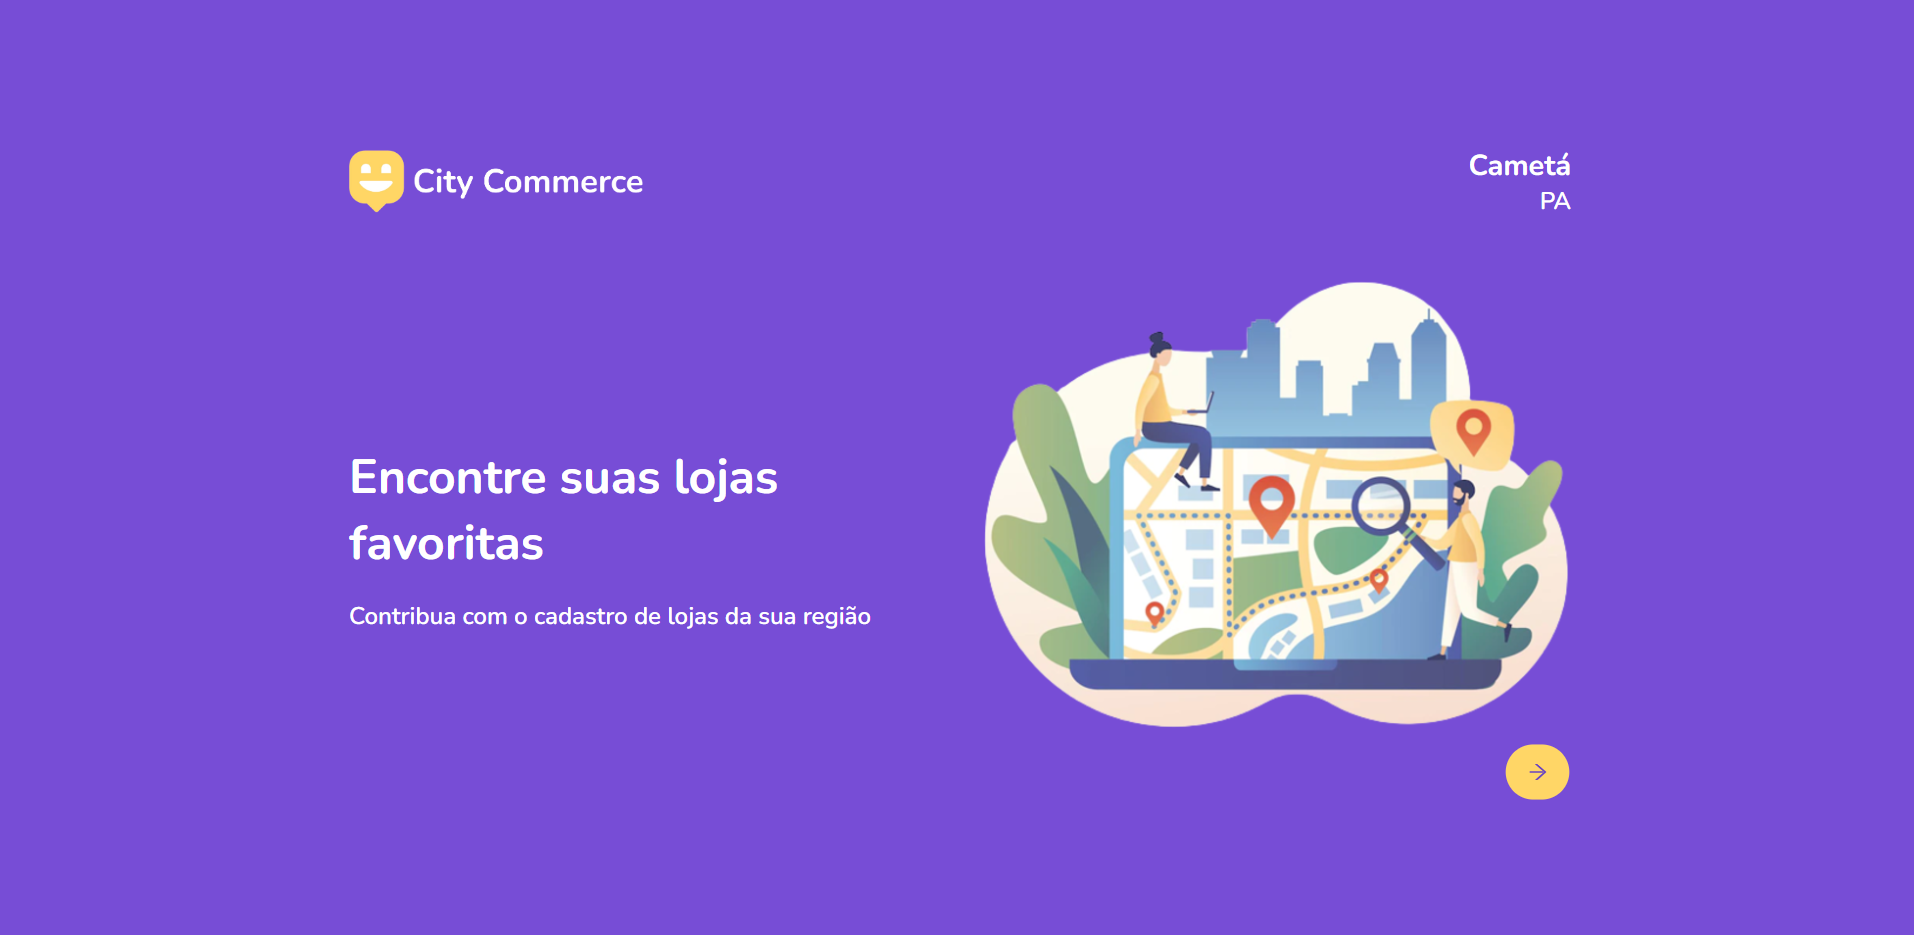 City Commerce
Cametá
PA
Encontre suas lojas
favoritas
Contribua com o cadastro de lojas da sua região